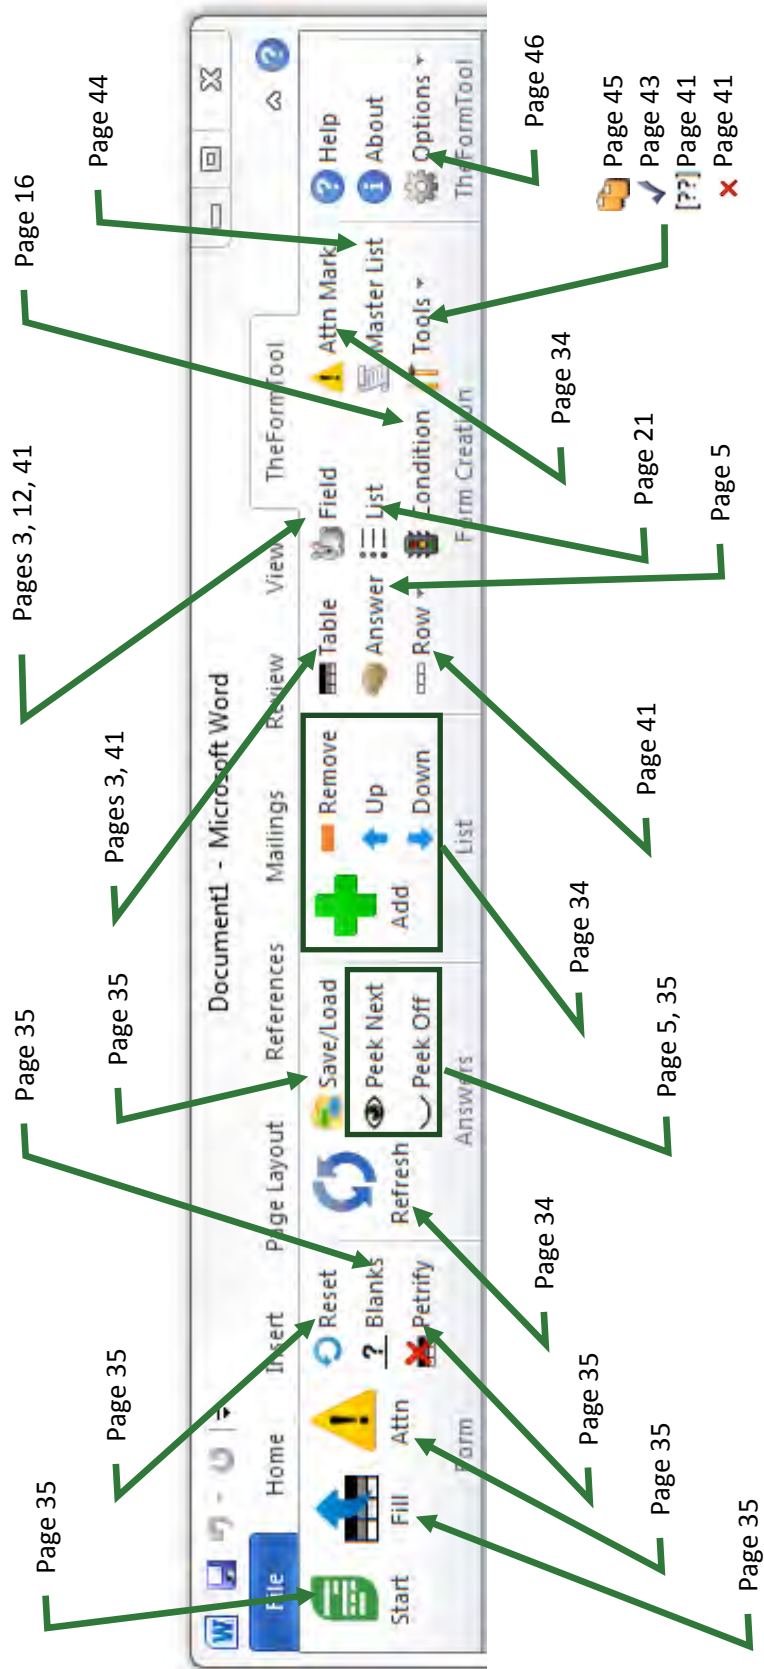 Page 35
Page 35
Page 35
Page 35
Pages 3, 41
Pages 3, 12, 41
Page 16
Page 44
W
Document1 - Microsoft Word
File Home Insert Page Layout References Mailings Review View TheFormTool
Start
Fill
Attn
Reset
? Blanks
Petrify
Form
Refresh
Save/Load
Peek Next
Peek Off
Answers
Add
Remove
Up
Down
List
Table
Answer
Row
Field
List
Condition
Attn Mark
Master List
Tools
Form Creation
? Help
i About
Options
TheFormTool
Page 35
Page 35
Page 35
Page 34
Page 5, 35
Page 34
Page 41
Page 5
Page 21
Page 34
Page 46
Page 45
Page 43
[??] Page 41
Page 41